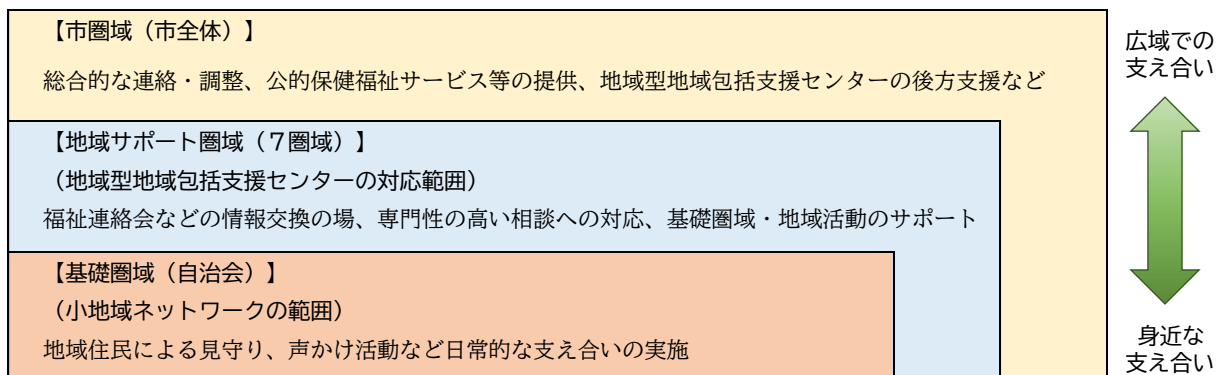 【市圏域（市全体）】
総合的な連絡・調整、公的保健福祉サービス等の提供、地域型地域包括支援センターの後方支援など
【地域サポート圏域（７圏域）】
（地域型地域包括支援センターの対応範囲）
福祉連絡会などの情報交換の場、専門性の高い相談への対応、基礎圏域・地域活動のサポート
【基礎圏域（自治会）】
（小地域ネットワークの範囲）
地域住民による見守り、声かけ活動など日常的な支え合いの実施
広域での
支え合い
身近な
支え合い